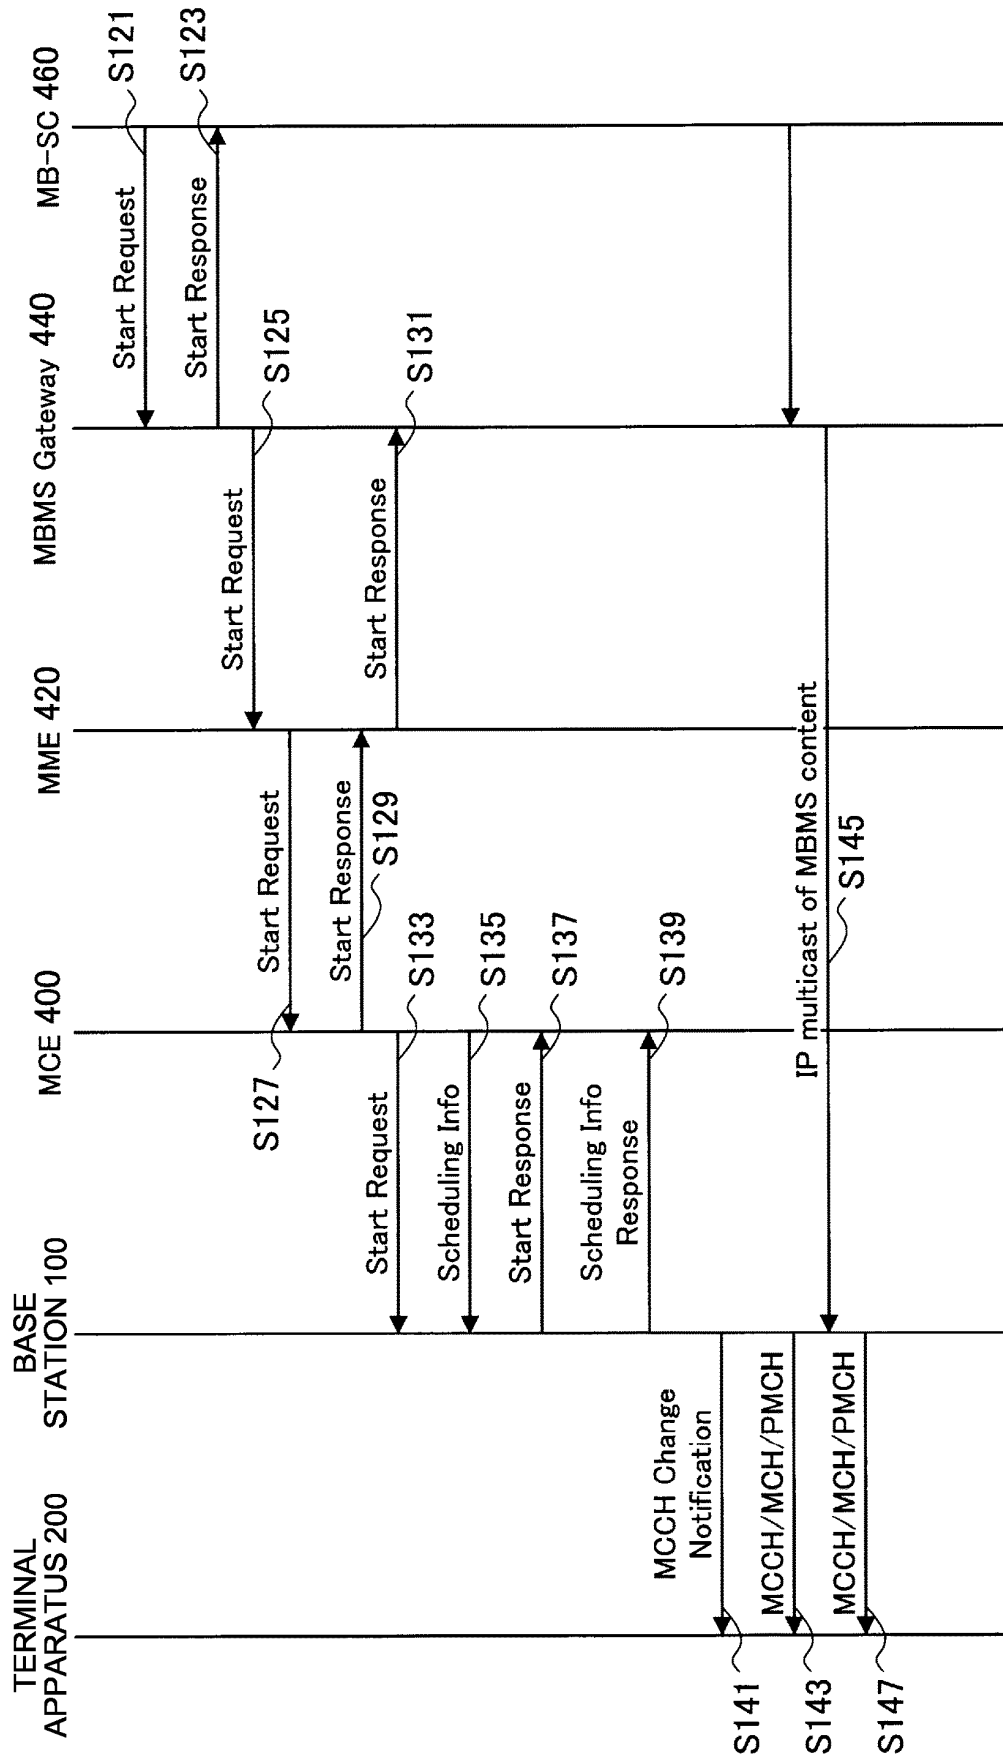 TERMINAL
APPARATUS 200
BASE
STATION 100
MCE 400
MME 420
MBMS Gateway 440
MB-SC 460
Start Request
S121
Start Response
S123
Start Request
S125
Start Request
S127
Start Response
S129
Start Response
S131
Start Request
S133
Scheduling Info
S135
Start Response
S137
Scheduling Info
Response
S139
MCCH Change
Notification
S141
MCCH/MCH/PMCH
S143
IP multicast of MBMS content
S145
MCCH/MCH/PMCH
S147